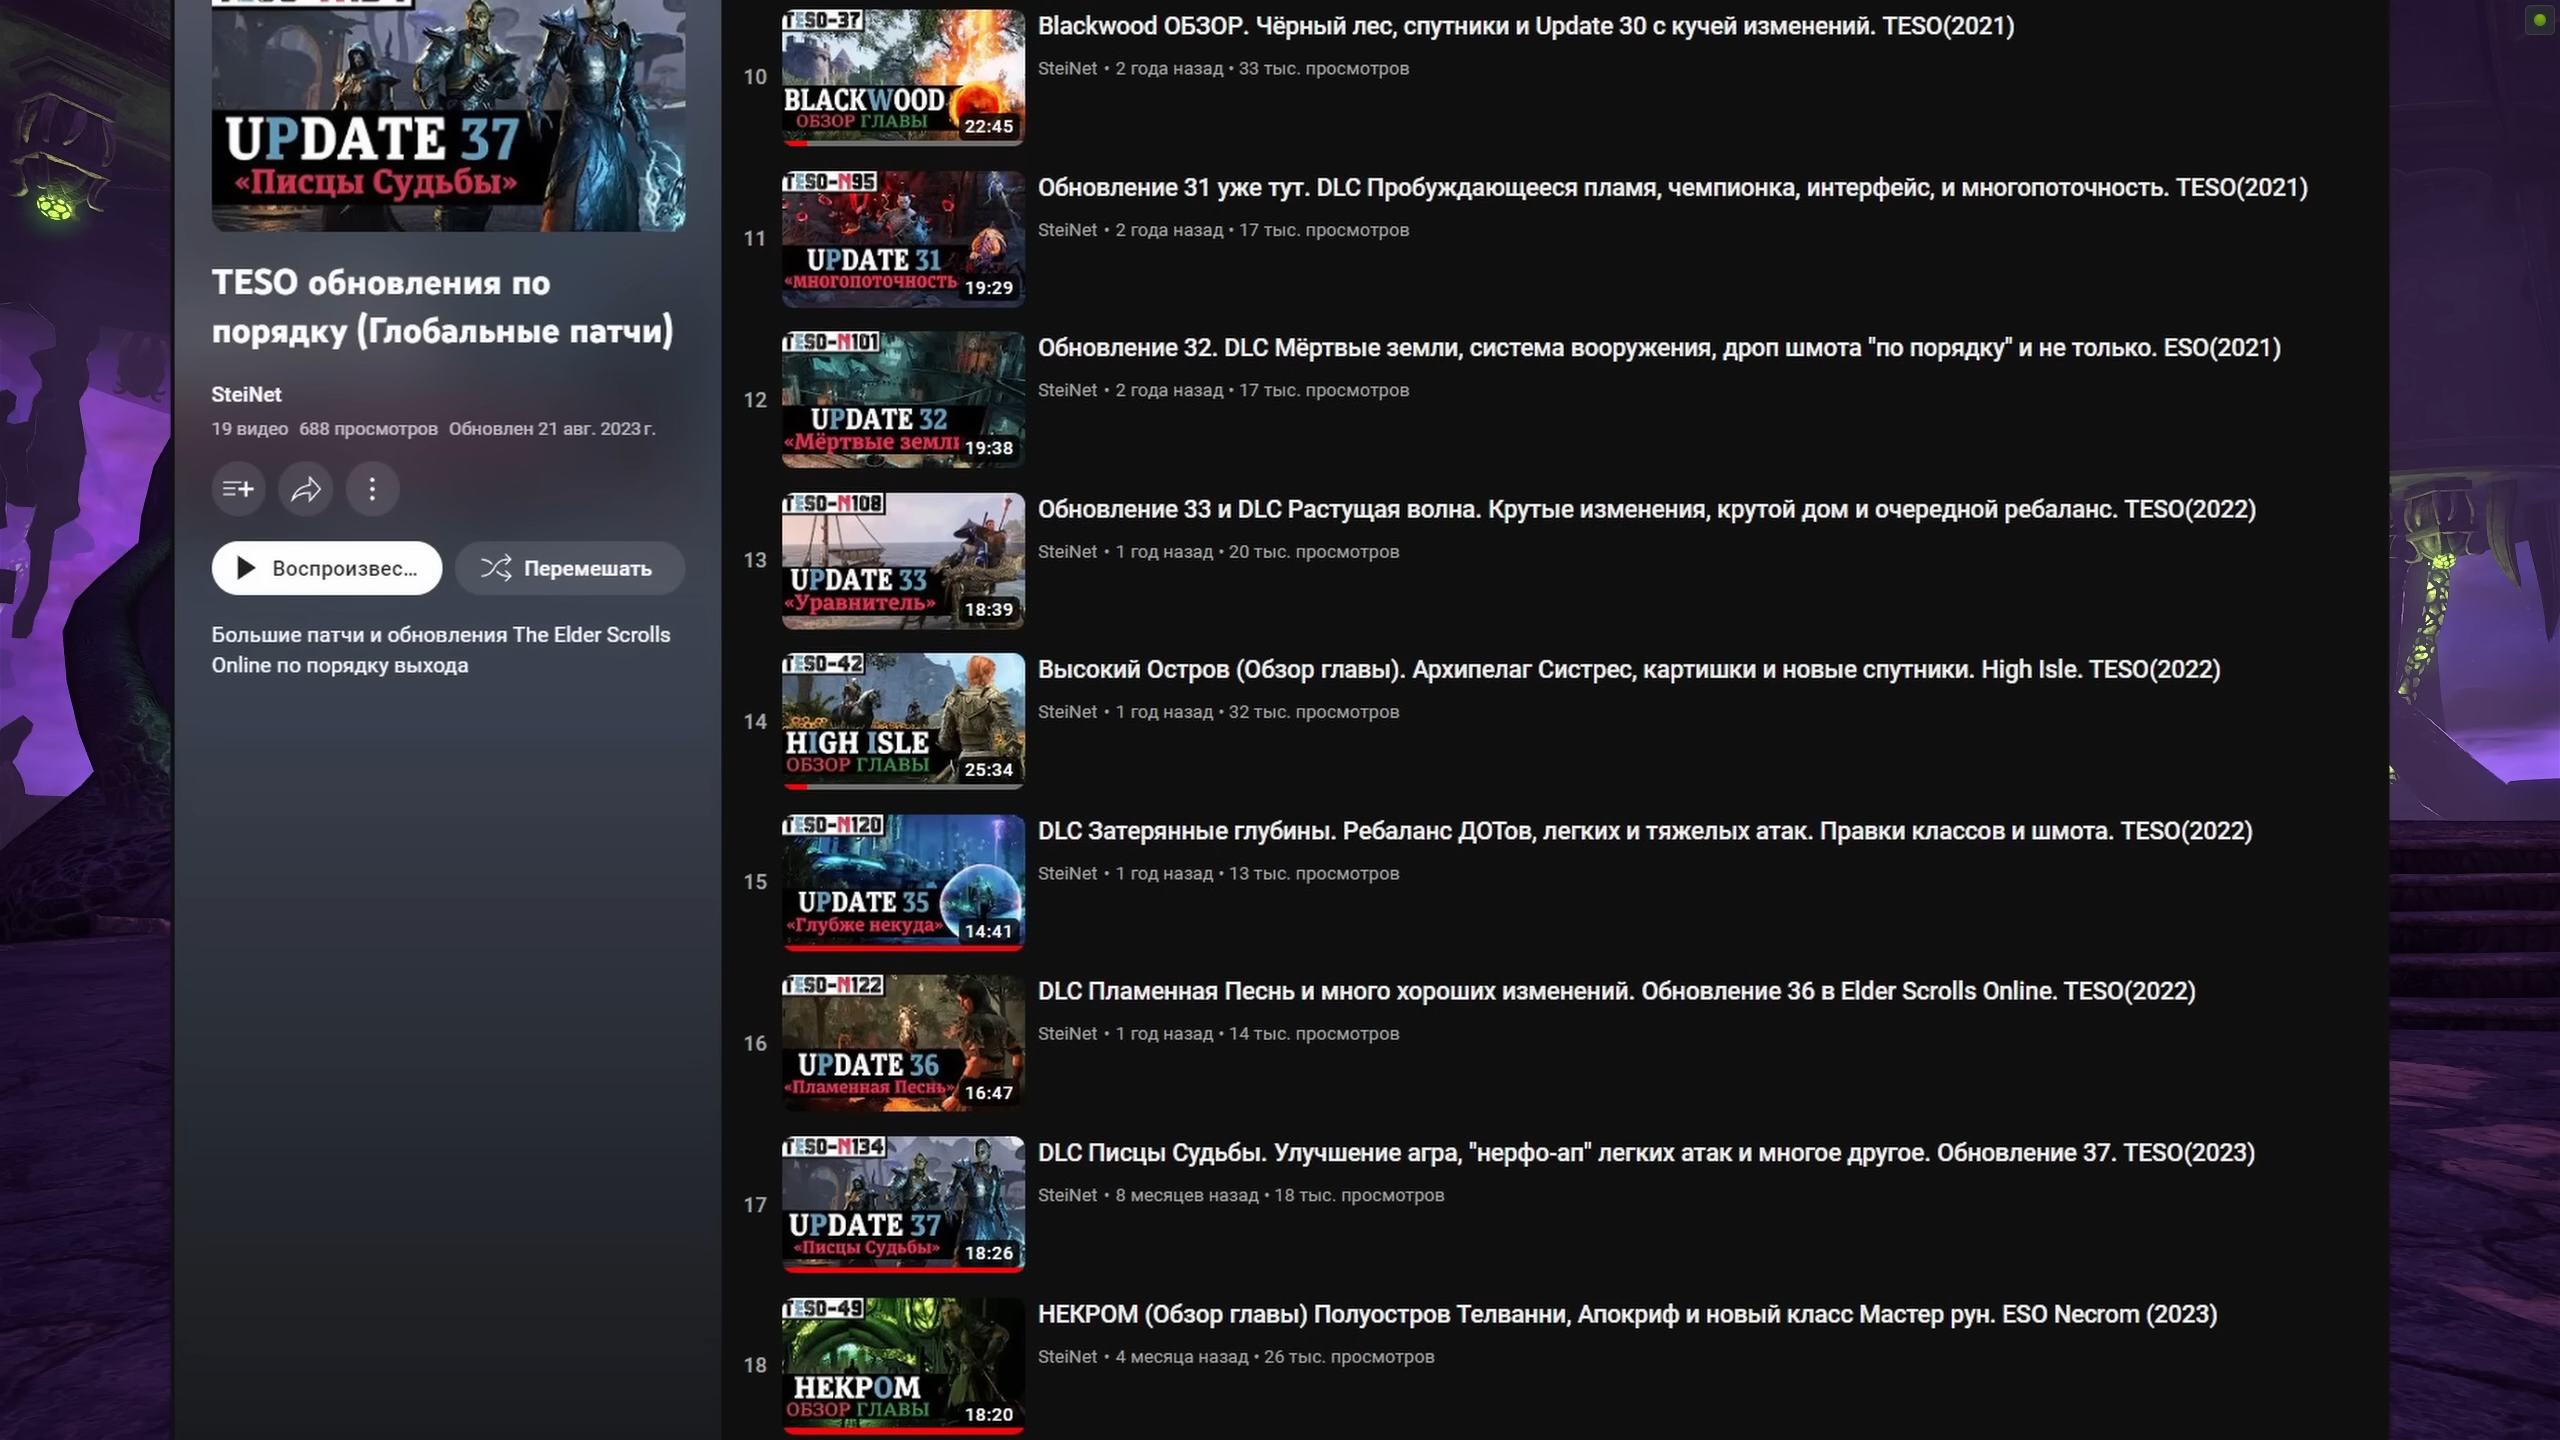 UPDATE 37
«Писцы Судьбы»
TESO обновления по
порядку (Глобальные патчи)
SteiNet
19 видео 688 просмотров Обновлен 21 авг. 2023 г.
Воспроизвес...
Перемешать
Большие патчи и обновления The Elder Scrolls
Online по порядку выхода
10
TESO-37
BLACKWOOD
ОБЗОР ГЛАВЫ
22:45
Blackwood ОБЗОР. Чёрный лес, спутники и Update 30 с кучей изменений. TESO(2021)
SteiNet • 2 года назад • 33 тыс. просмотров
11
TESO-N95
UPDATE 31
«многопоточность
19:29
Обновление 31 уже тут. DLC Пробуждающееся пламя, чемпионка, интерфейс, и многопоточность. TESO(2021)
SteiNet • 2 года назад • 17 тыс. просмотров
12
TESO-N101
UPDATE 32
«Мёртвые земли
19:38
Обновление 32. DLC Мёртвые земли, система вооружения, дроп шмота "по порядку" и не только. ESO(2021)
SteiNet • 2 года назад • 17 тыс. просмотров
13
TESO-N108
UPDATE 33
«Уравнитель»
18:39
Обновление 33 и DLC Растущая волна. Крутые изменения, крутой дом и очередной ребаланс. TESO(2022)
SteiNet • 1 год назад • 20 тыс. просмотров
14
TESO-42
HIGH ISLE
ОБЗОР ГЛАВЫ
25:34
Высокий Остров (Обзор главы). Архипелаг Систрес, картишки и новые спутники. High Isle. TESO(2022)
SteiNet • 1 год назад • 32 тыс. просмотров
15
TESO-N120
UPDATE 35
«Глубже некуда»
14:41
DLC Затерянные глубины. Ребаланс ДОТов, легких и тяжелых атак. Правки классов и шмота. TESO(2022)
SteiNet • 1 год назад • 13 тыс. просмотров
16
TESO-N122
UPDATE 36
«Пламенная Песнь»
16:47
DLC Пламенная Песнь и много хороших изменений. Обновление 36 в Elder Scrolls Online. TESO(2022)
SteiNet • 1 год назад • 14 тыс. просмотров
17
TESO-N134
UPDATE 37
«Писцы Судьбы»
18:26
DLC Писцы Судьбы. Улучшение агра, "нерфо-ап" легких атак и многое другое. Обновление 37. TESO(2023)
SteiNet • 8 месяцев назад • 18 тыс. просмотров
18
TESO-49
НЕКРОМ
ОБЗОР ГЛАВЫ
18:20
НЕКРОМ (Обзор главы) Полуостров Телванни, Апокриф и новый класс Мастер рун. ESO Necrom (2023)
SteiNet • 4 месяца назад • 26 тыс. просмотров